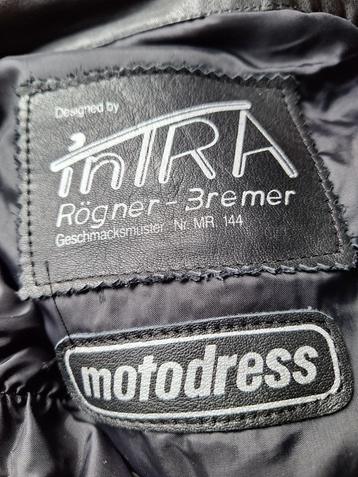 Designed by
inTRA
Rögner-Bremer
Geschmacksmuster Nr. MR 144
motodress